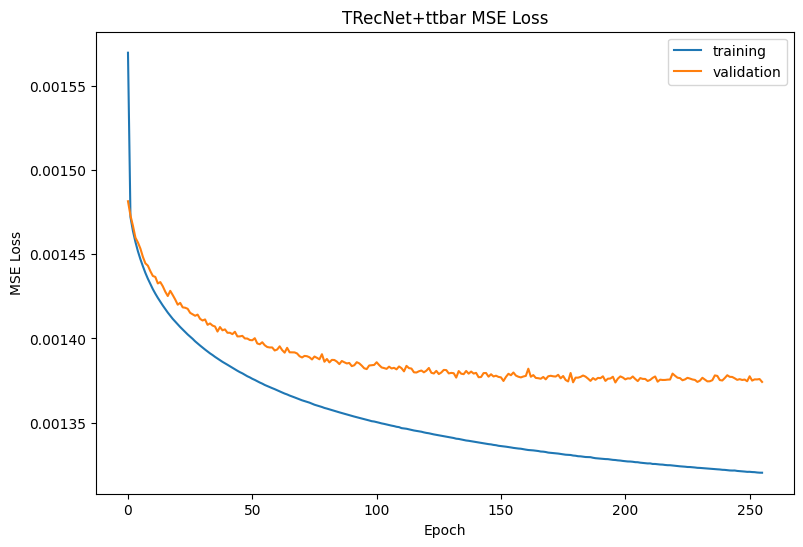 TRecNet+ttbar MSE Loss
training
validation
0.00155
0.00150
0.00145
0.00140
0.00135
MSE Loss
0
50
100
150
200
250
Epoch